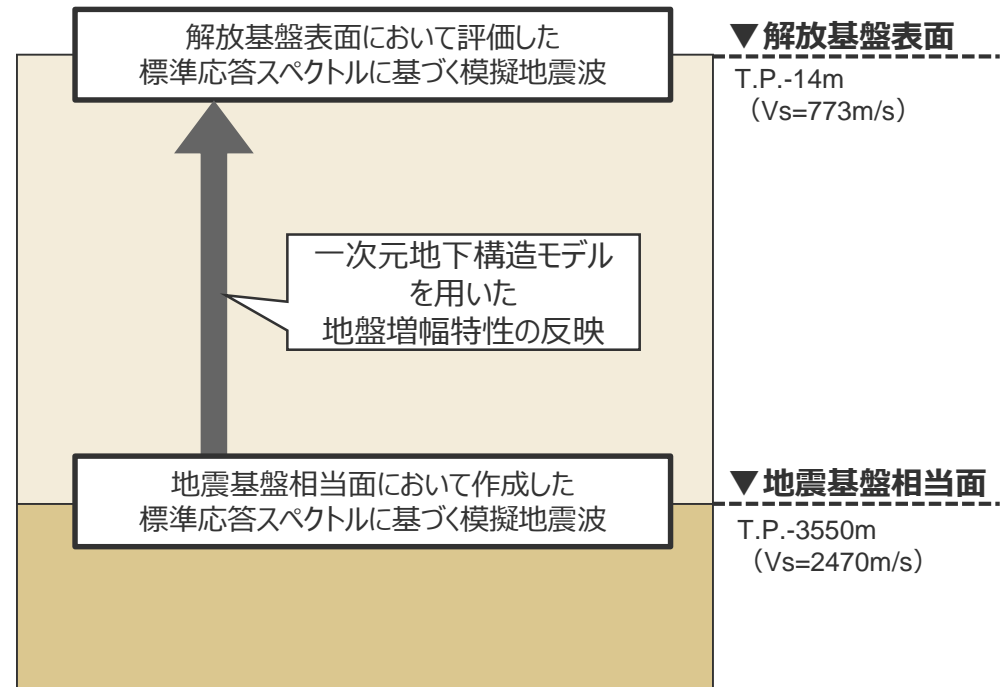 解放基盤表面において評価した
標準応答スペクトルに基づく模擬地震波
▼解放基盤表面
T.P.-14m
（Vs=773m/s）
一次元地下構造モデル
を用いた
地盤増幅特性の反映
地震基盤相当面において作成した
標準応答スペクトルに基づく模擬地震波
▼地震基盤相当面
T.P.-3550m
（Vs=2470m/s）